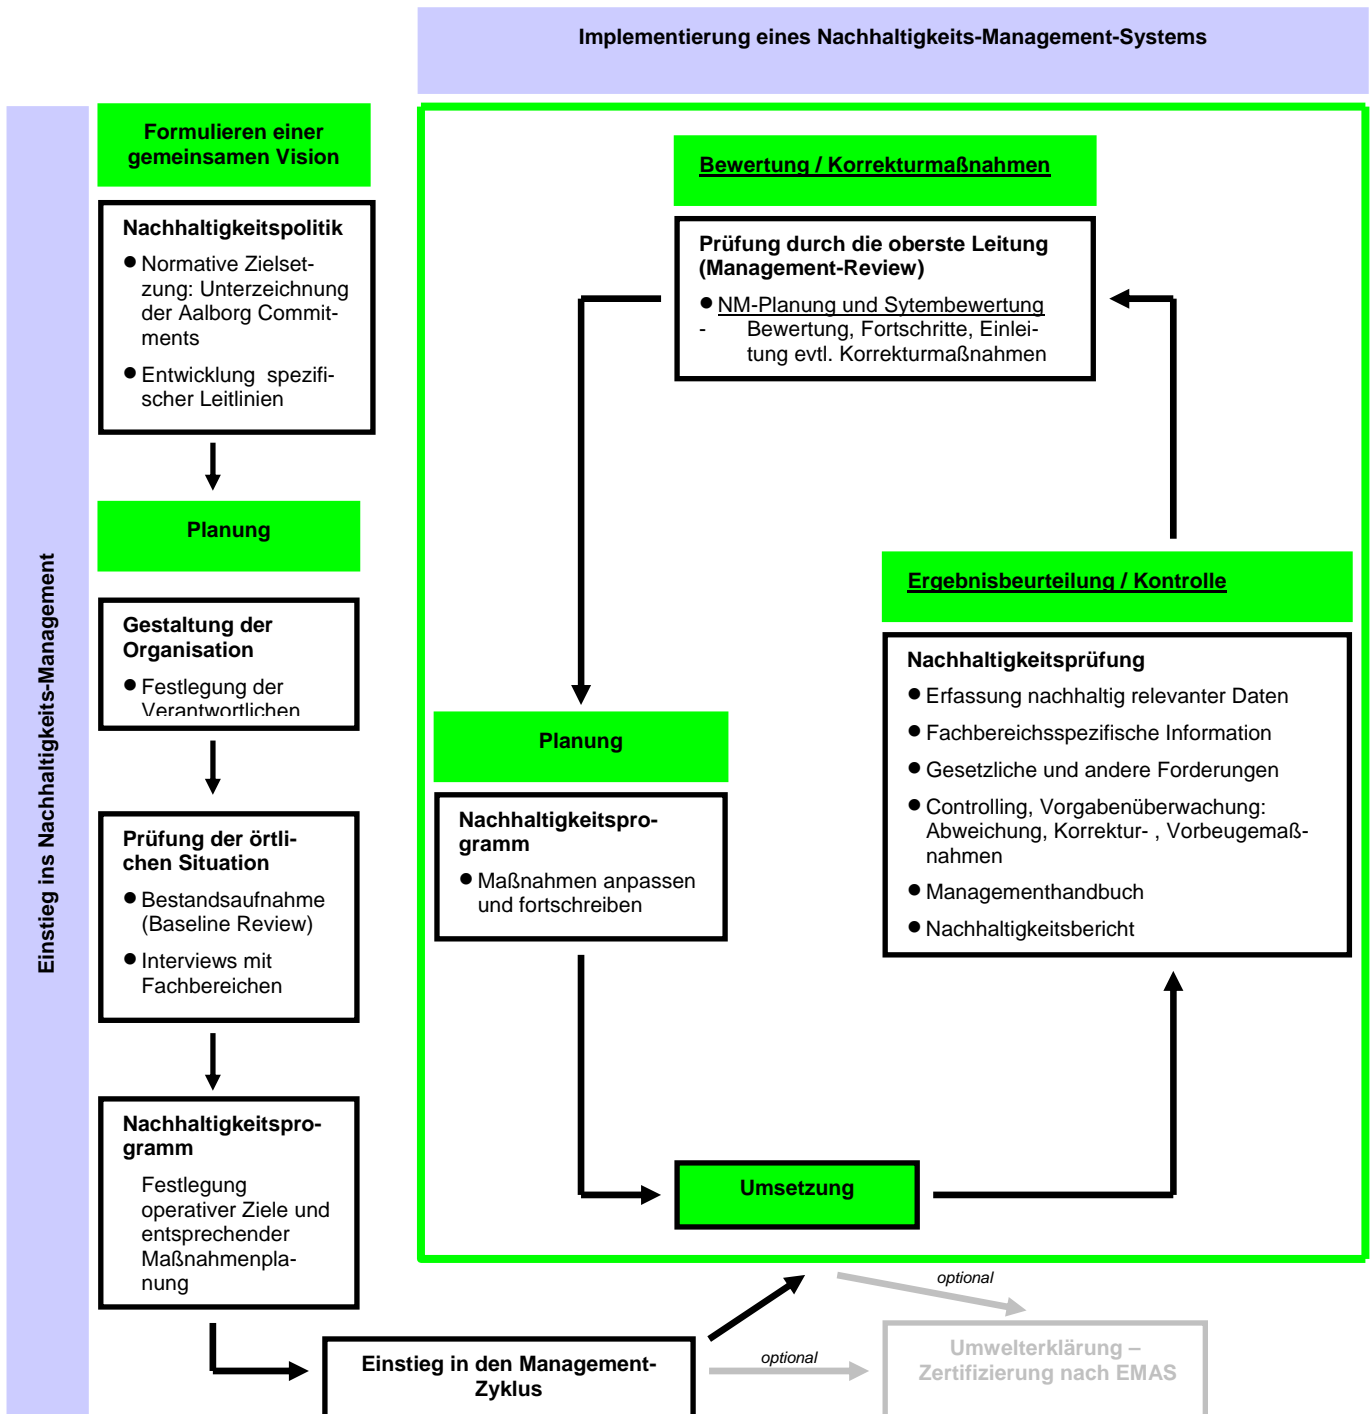 Implementierung eines Nachhaltigkeits-Management-Systems
Einstieg ins Nachhaltigkeits-Management
Formulieren einer
gemeinsamen Vision
Nachhaltigkeitspolitik
● Normative Zielset-
zung: Unterzeichnung
der Aalborg Commit-
ments
● Entwicklung spezifi-
scher Leitlinien
Planung
Gestaltung der
Organisation
● Festlegung der
Verantwortlichen
Prüfung der örtli-
chen Situation
● Bestandsaufnahme
(Baseline Review)
● Interviews mit
Fachbereichen
Nachhaltigkeitspro-
gramm
Festlegung
operativer Ziele und
entsprechender
Maßnahmenpla-
nung
Einstieg in den Management-
Zyklus
Bewertung / Korrekturmaßnahmen
Prüfung durch die oberste Leitung
(Management-Review)
● NM-Planung und Sytembewertung
- Bewertung, Fortschritte, Einlei-
tung evtl. Korrekturmaßnahmen
Planung
Nachhaltigkeitspro-
gramm
● Maßnahmen anpassen
und fortschreiben
Ergebnisbeurteilung / Kontrolle
Nachhaltigkeitsprüfung
● Erfassung nachhaltig relevanter Daten
● Fachbereichsspezifische Information
● Gesetzliche und andere Forderungen
● Controlling, Vorgabenüberwachung:
Abweichung, Korrektur- , Vorbeugemaß-
nahmen
● Managementhandbuch
● Nachhaltigkeitsbericht
Umsetzung
optional
optional
Umwelterklärung –
Zertifizierung nach EMAS